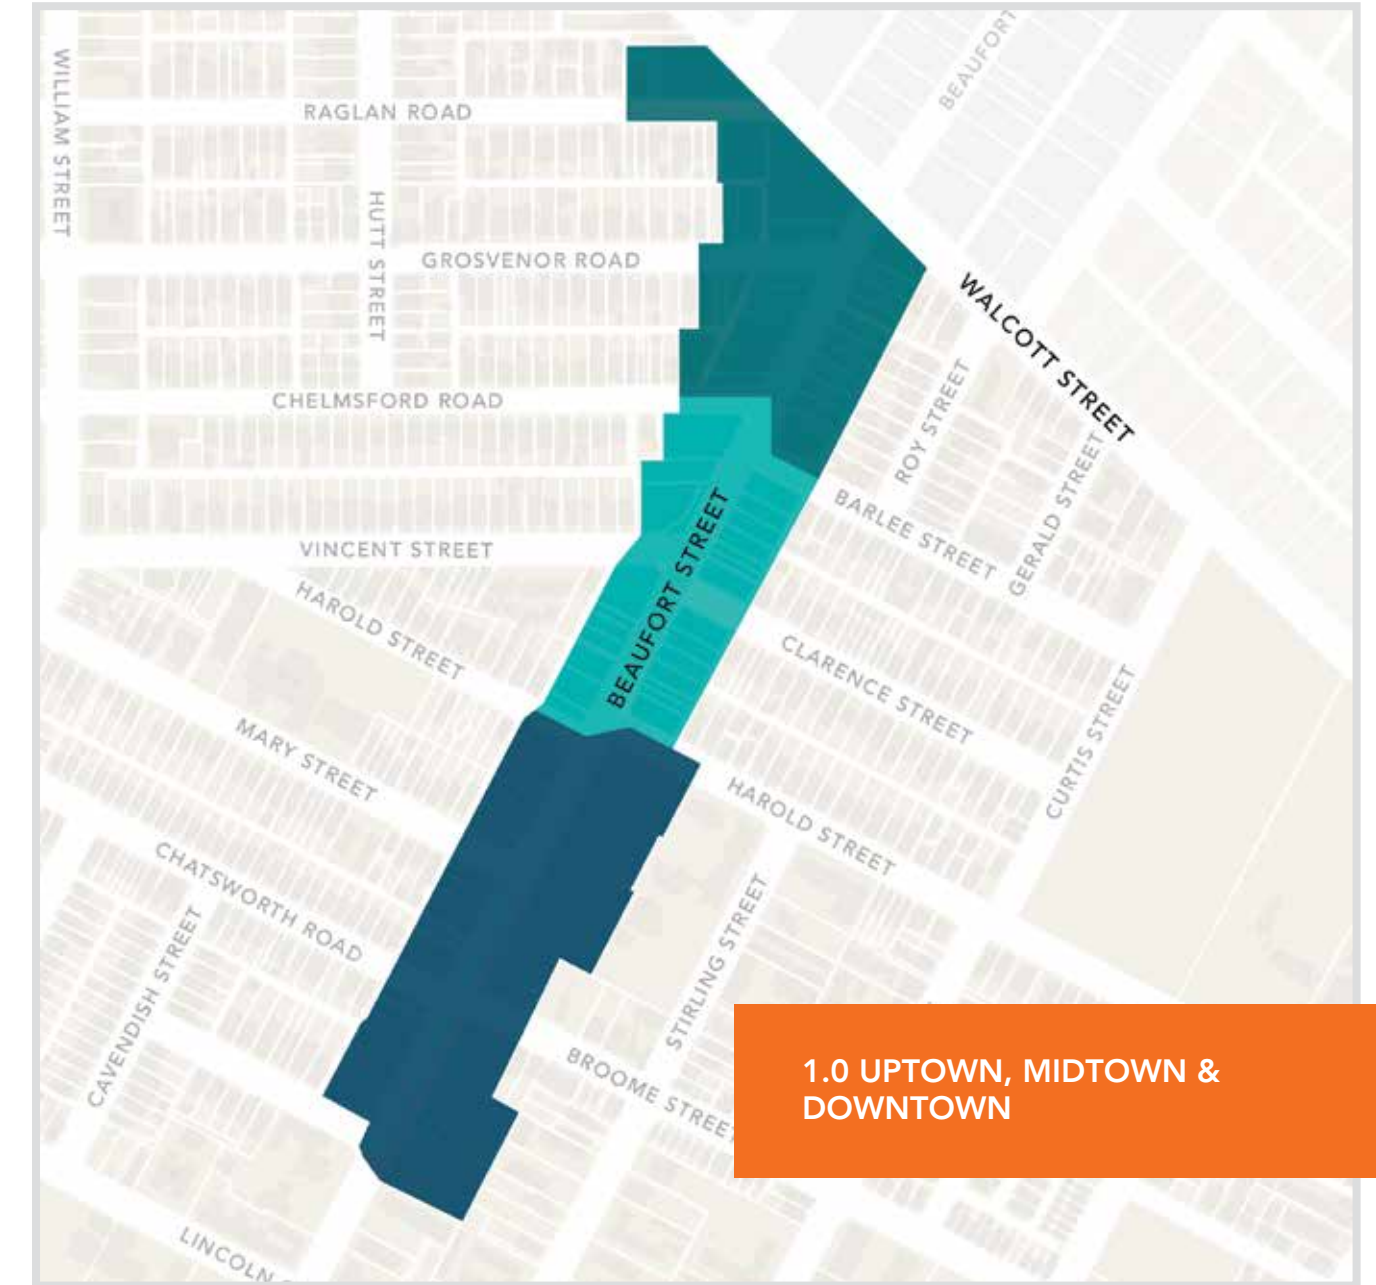 BEAUFORT
WILLIAM STREET
RAGLAN ROAD
HUTT STREET
GROSVENOR ROAD
WALCOTT STREET
CHELMSFORD ROAD
ROY STREET
GERALD STREET
BARLEE STREET
BEAUFORT STREET
VINCENT STREET
HAROLD STREET
CLARENCE STREET
CURTIS STREET
MARY STREET
HAROLD STREET
CHATSWORTH ROAD
STIRLING STREET
CAVENDISH STREET
BROOME STREET
1.0 UPTOWN, MIDTOWN &
DOWNTOWN
LINCOLN